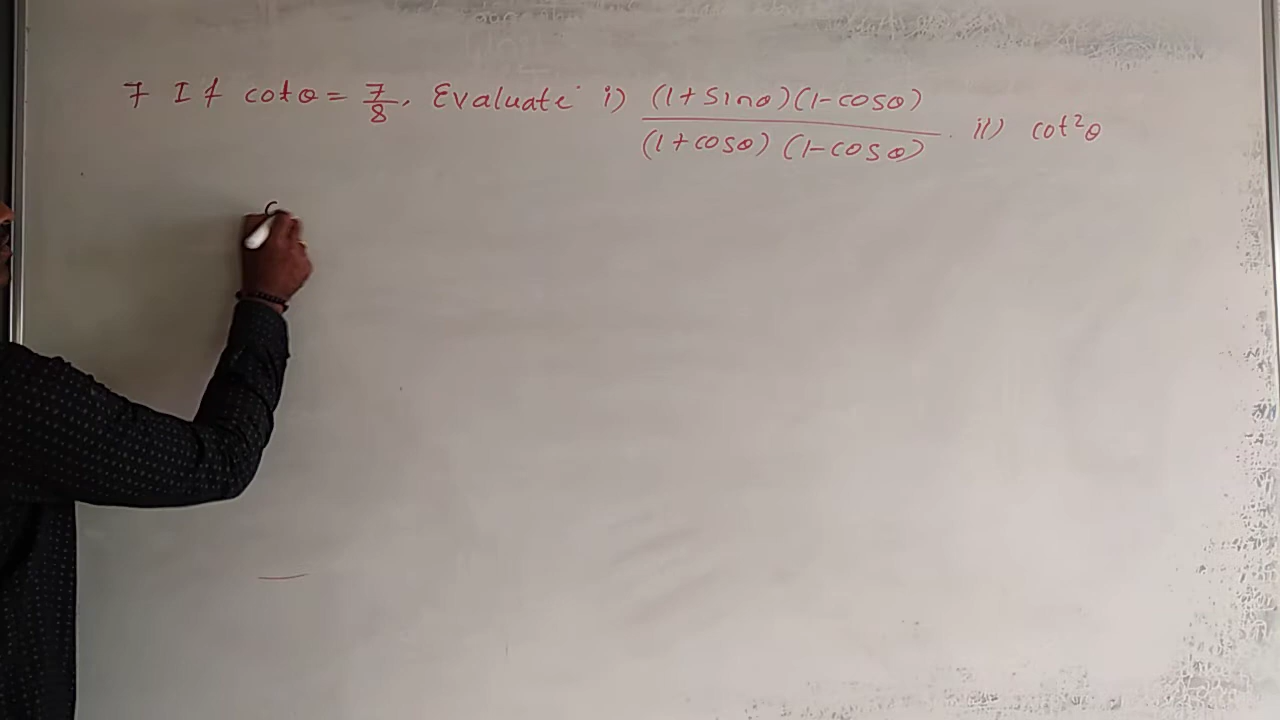 7 If cotθ = 7/8, Evaluate i) (1+sinθ)(1-cosθ)/(1+cosθ)(1-cosθ). ii) cot²θ